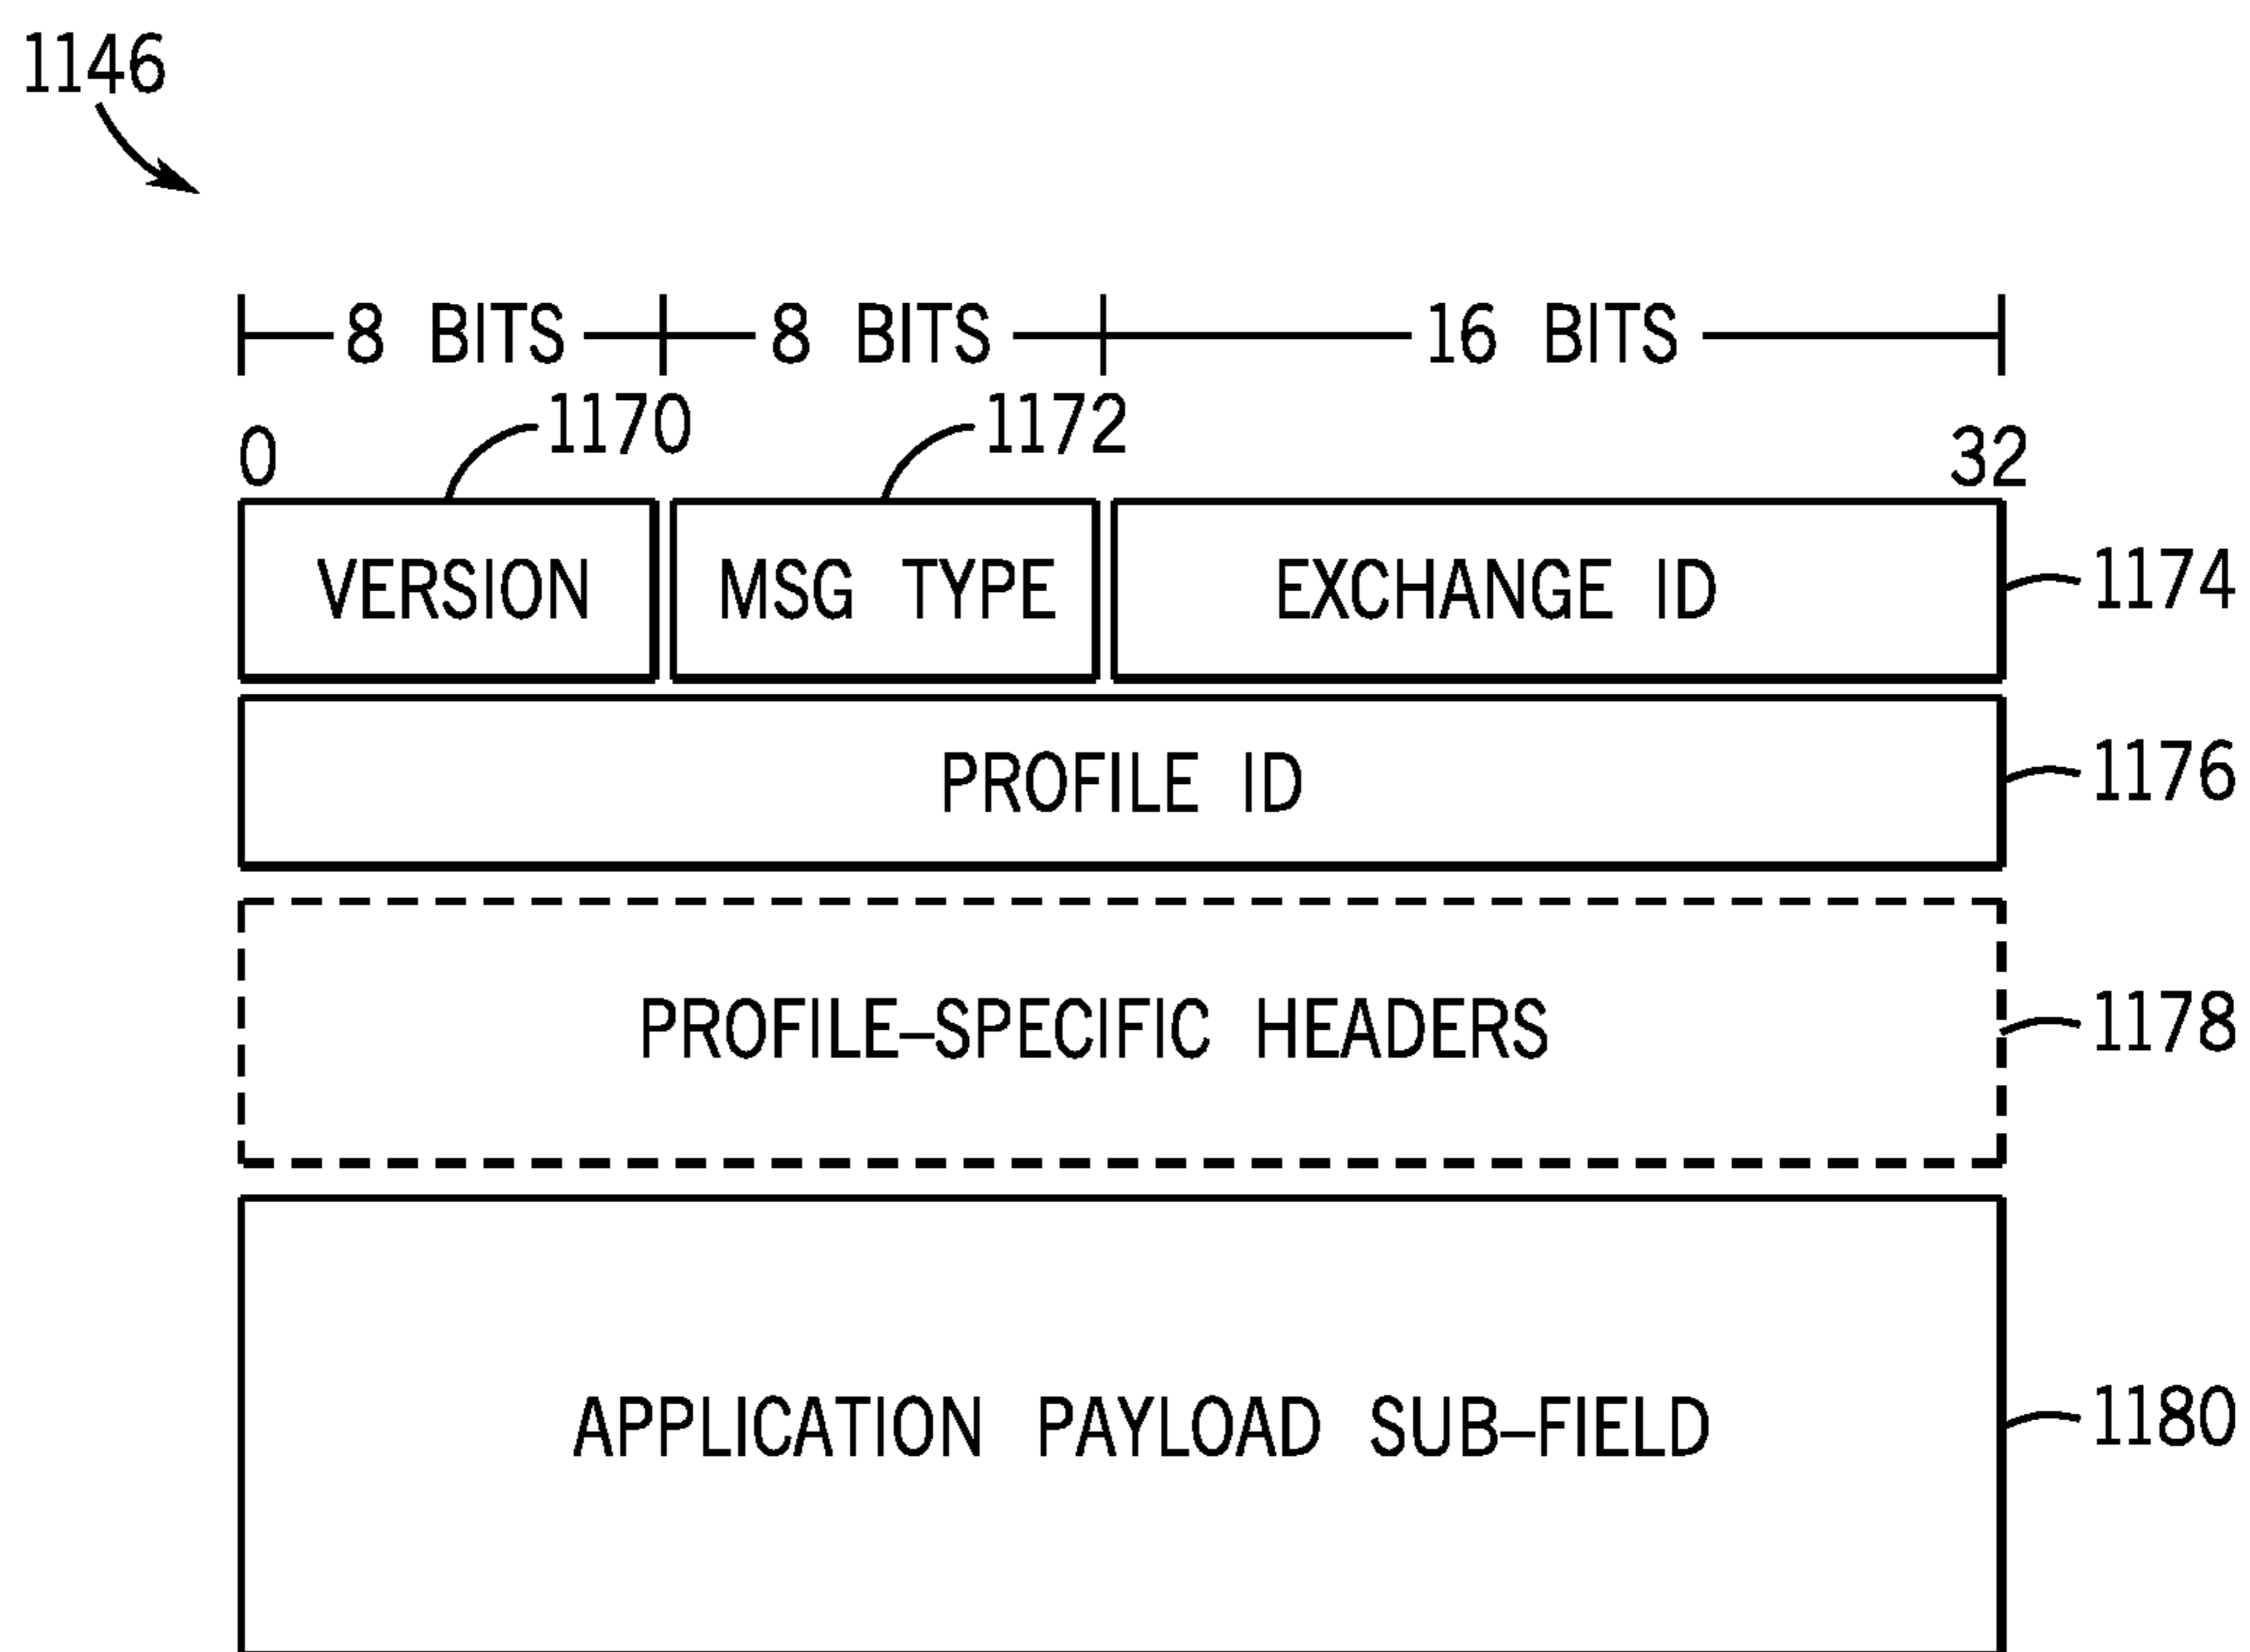 1146
8 BITS 8 BITS 16 BITS
1170 1172
0 32
VERSION MSG TYPE EXCHANGE ID 1174
PROFILE ID 1176
PROFILE–SPECIFIC HEADERS 1178
APPLICATION PAYLOAD SUB–FIELD 1180